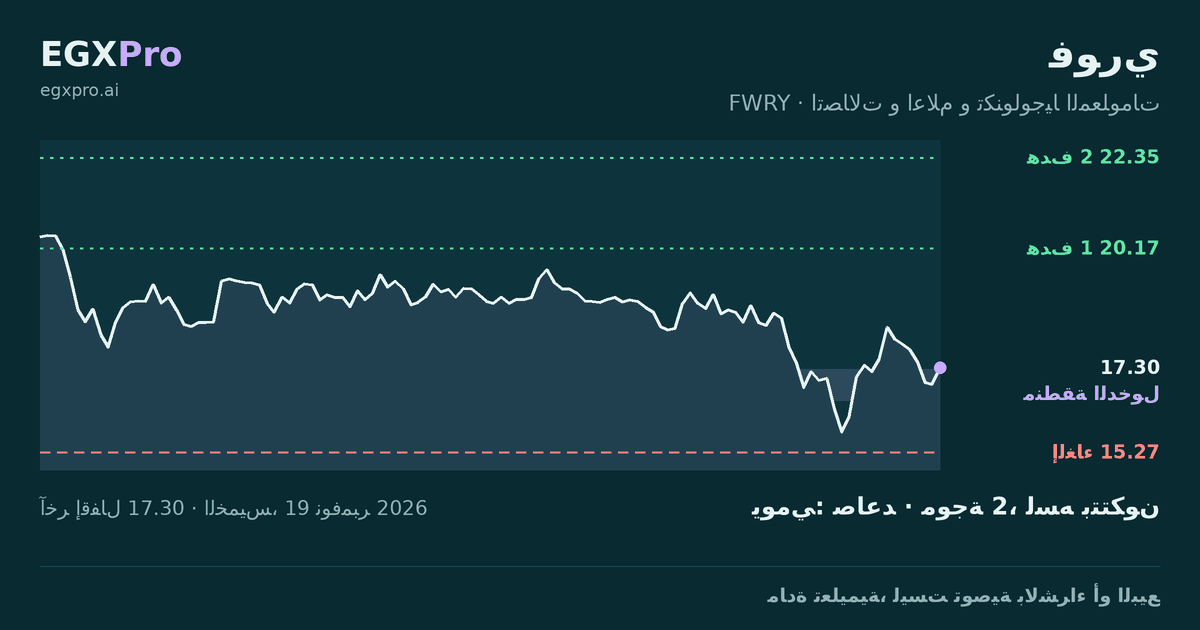 EGXPro
egxpro.ai
فوري
FWRY · اتصالات و اعلام و تكنولوجيا المعلومات
هدف 2 22.35
هدف 1 20.17
17.30
منطقة الدخول
إلغاء 15.27
يومي: صاعد · موجة 2، لسه بتتكون
آخر إقفال 17.30 · الخميس، 19 نوفمبر 2026
مادة تعليمية، ليست توصية بالشراء أو البيع